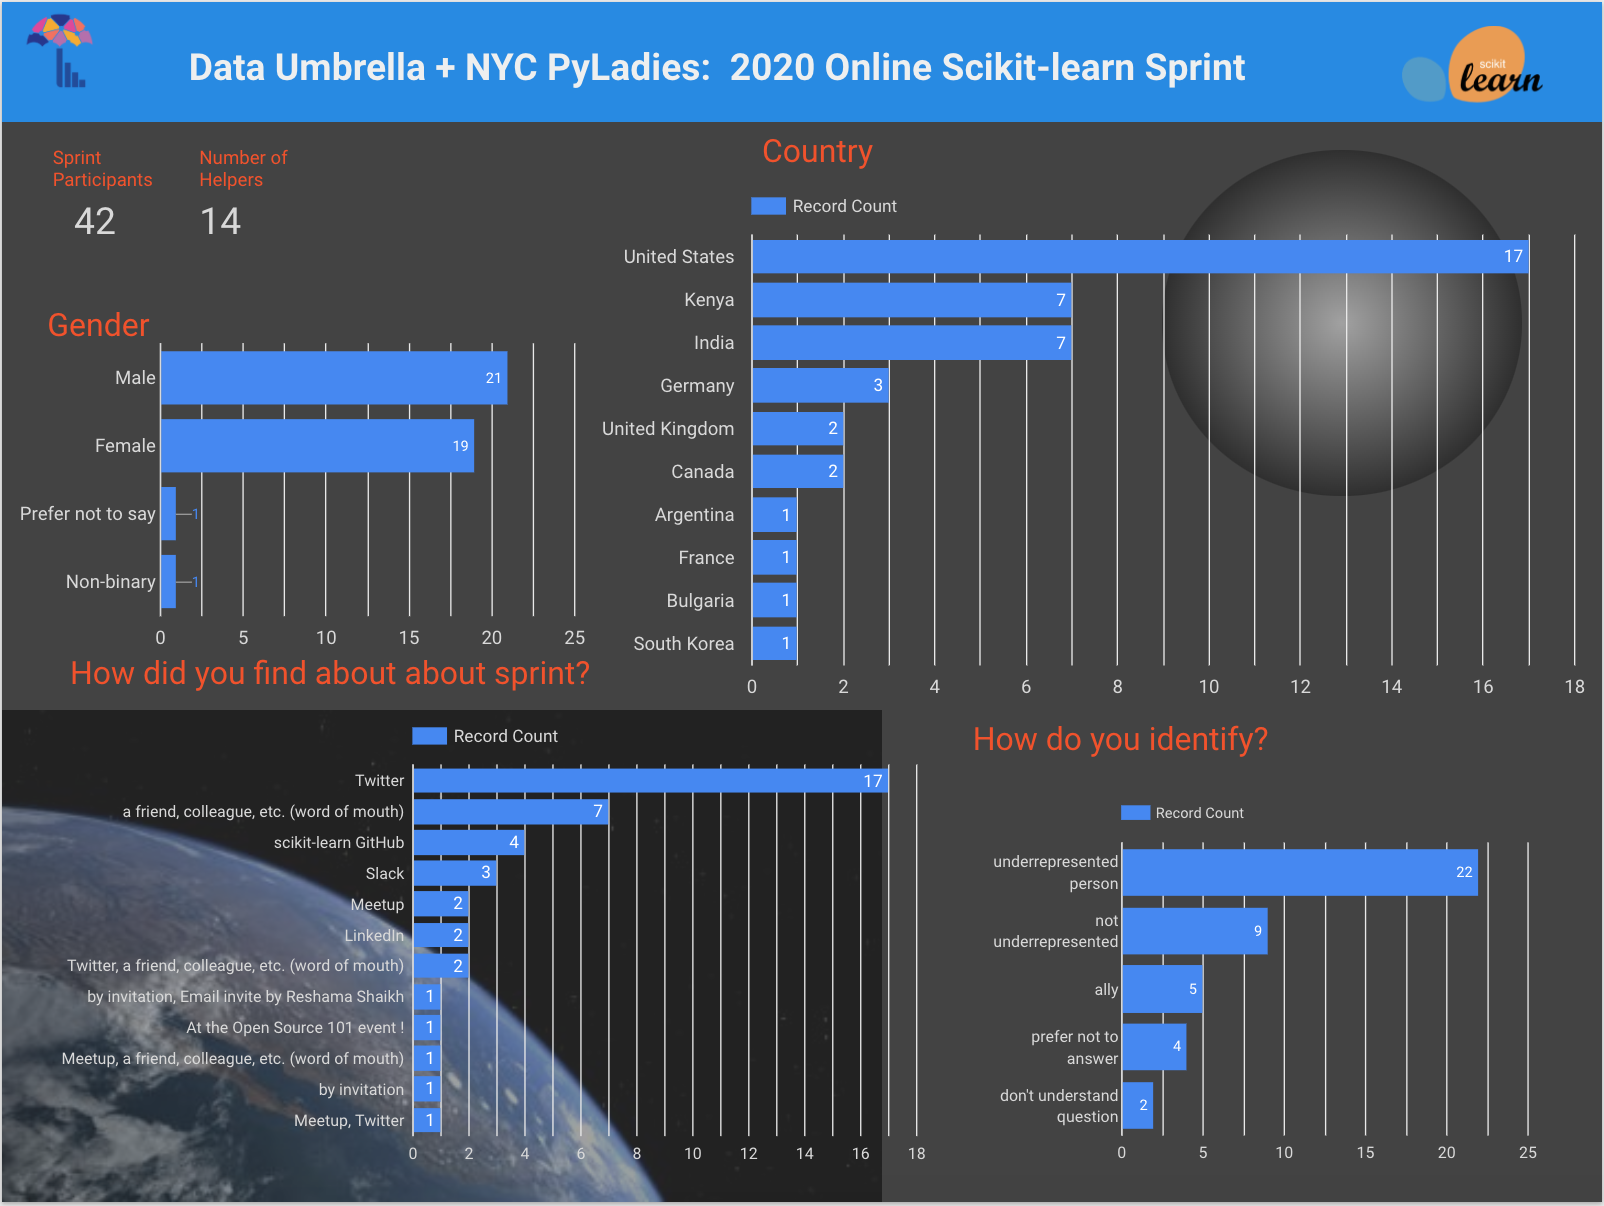 Data Umbrella + NYC PyLadies:  2020 Online Scikit-learn Sprint
scikit
learn
Sprint
Participants
42
Number of
Helpers
14
Gender
Male
21
Female
19
Prefer not to say
1
Non-binary
1
0 5 10 15 20 25
Country
Record Count
United States
17
Kenya
7
India
7
Germany
3
United Kingdom
2
Canada
2
Argentina
1
France
1
Bulgaria
1
South Korea
1
0 2 4 6 8 10 12 14 16 18
How did you find about about sprint?
Record Count
Twitter
17
a friend, colleague, etc. (word of mouth)
7
scikit-learn GitHub
4
Slack
3
Meetup
2
LinkedIn
2
Twitter, a friend, colleague, etc. (word of mouth)
2
by invitation, Email invite by Reshama Shaikh
1
At the Open Source 101 event !
1
Meetup, a friend, colleague, etc. (word of mouth)
1
by invitation
1
Meetup, Twitter
1
0 2 4 6 8 10 12 14 16 18
How do you identify?
Record Count
underrepresented
person
22
not
underrepresented
9
ally
5
prefer not to
answer
4
don't understand
question
2
0 5 10 15 20 25